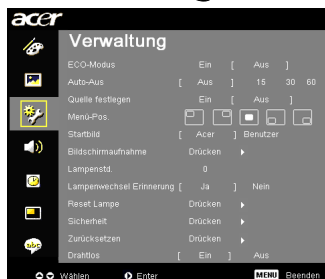 acer
Verwaltung
ECO-Modus Ein [ Aus ]
Auto-Aus [ Aus ] 15 30 60
Quelle festlegen Ein [ Aus ]
Menü-Pos.
Startbild [ Acer ] Benutzer
Bildschirmaufnahme Drücken
Lampenstd. 0
Lampenwechsel Erinnerung [ Ja ] Nein
Reset Lampe Drücken
Sicherheit Drücken
Zurücksetzen Drücken
Drahtlos [ Ein ] Aus
abc
Wählen Enter MENU Beenden